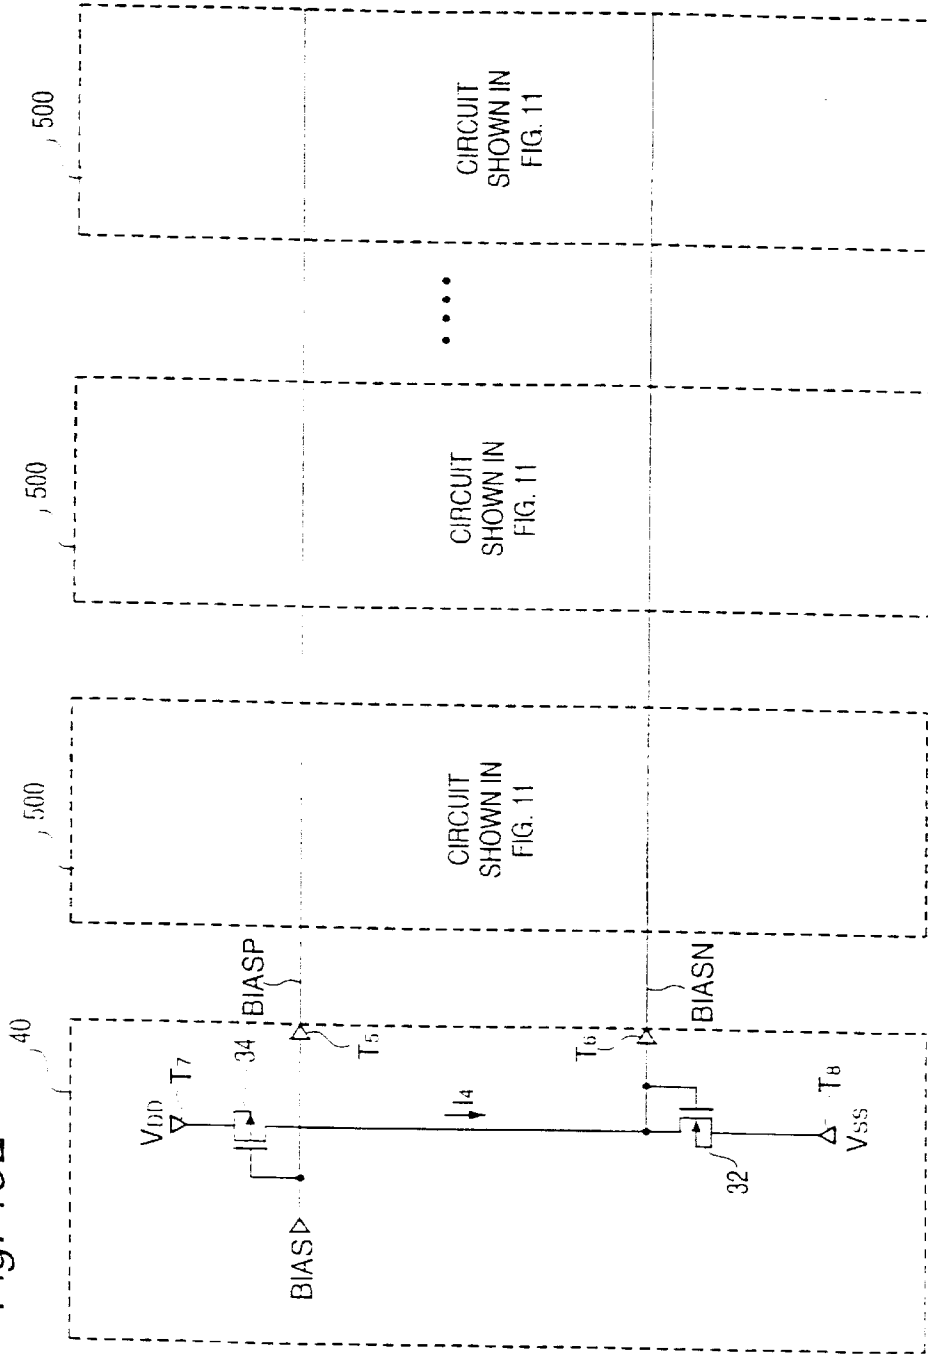 Fig.
40
500
500
500
VDD
T7
34
BIASP
BIAS
T5
I4
CIRCUIT
SHOWN IN
FIG. 11
CIRCUIT
SHOWN IN
FIG. 11
••••
CIRCUIT
SHOWN IN
FIG. 11
T6
BIASN
32
T8
VSS